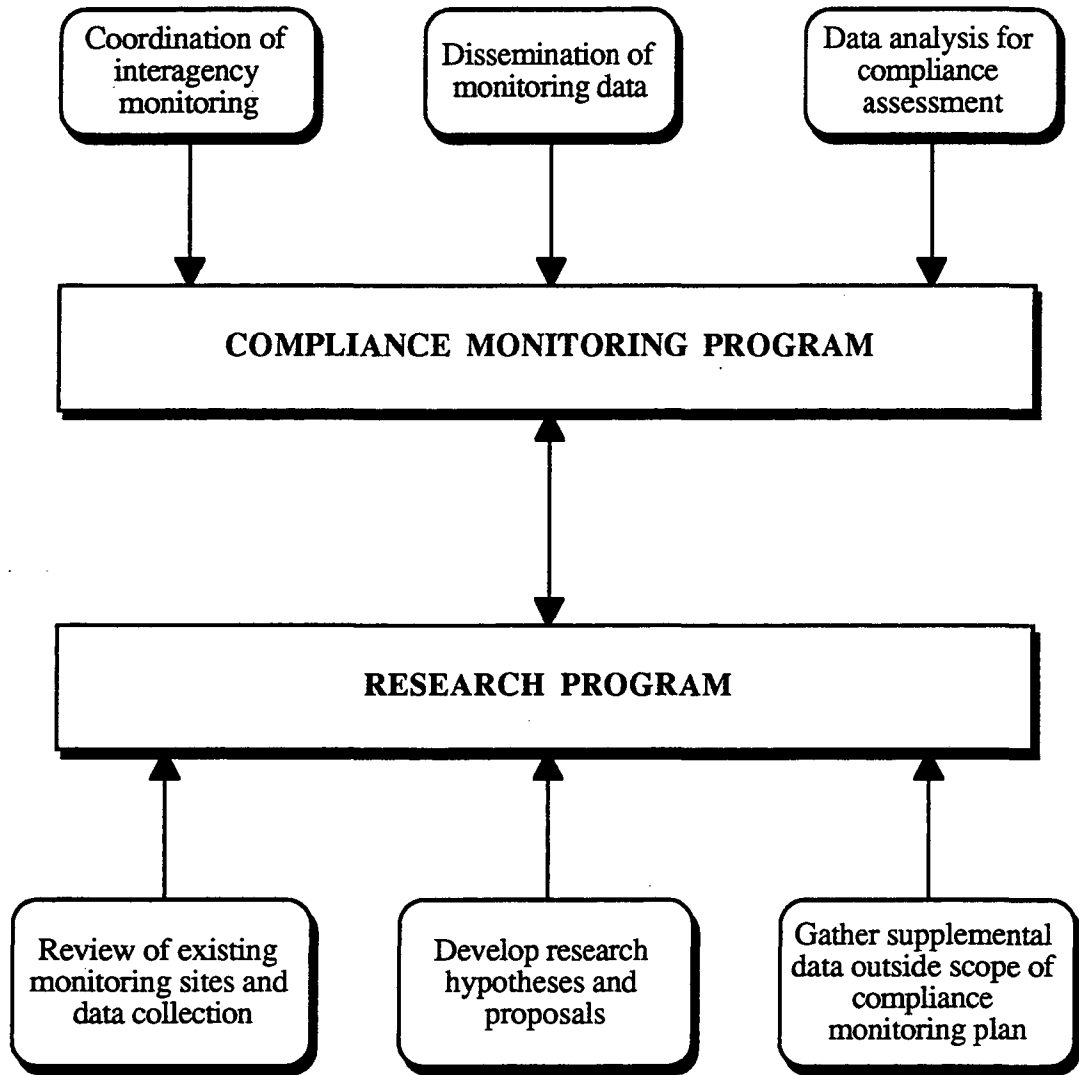 Coordination of
interagency
monitoring
Dissemination of
monitoring data
Data analysis for
compliance
assessment
COMPLIANCE MONITORING PROGRAM
RESEARCH PROGRAM
Review of existing
monitoring sites and
data collection
Develop research
hypotheses and
proposals
Gather supplemental
data outside scope of
compliance
monitoring plan